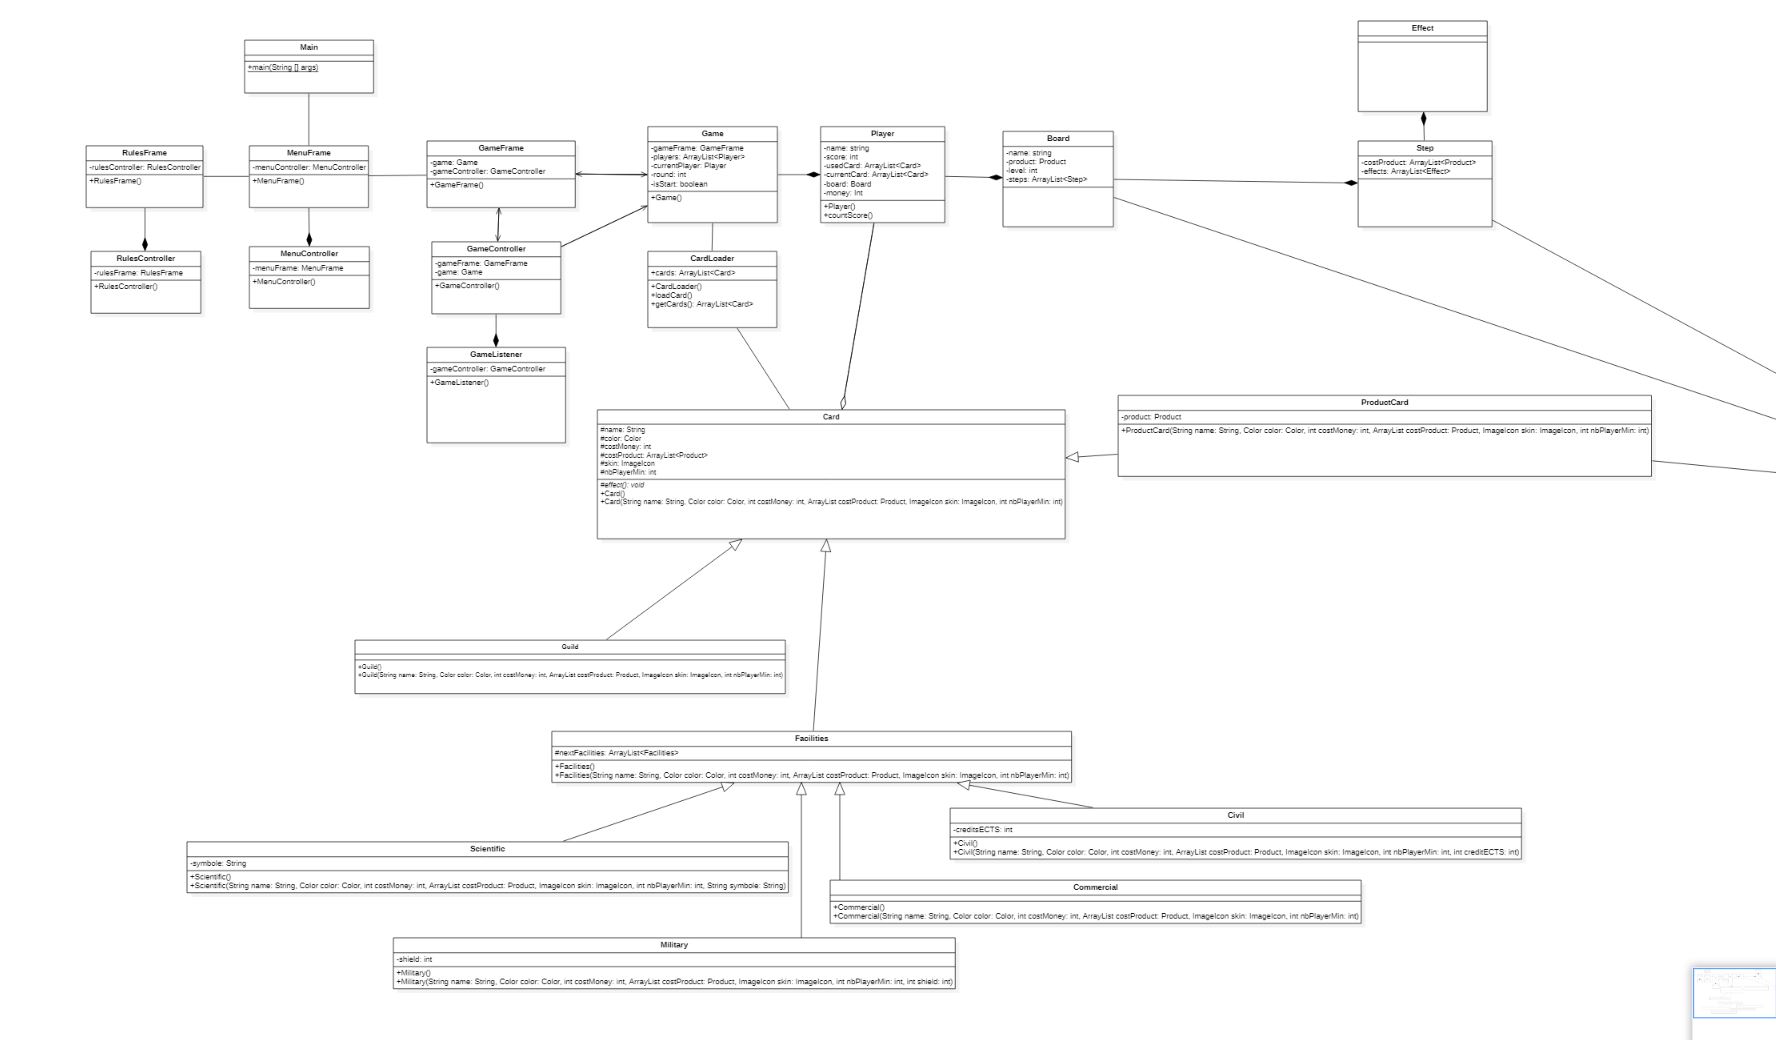 Effect
Main
+main(String [] args)
RulesFrame
-rulesController: RulesController
+RulesFrame()
MenuFrame
-menuController: MenuController
+MenuFrame()
GameFrame
-game: Game
-gameController: GameController
+GameFrame()
Game
-gameFrame: GameFrame
-players: ArrayList<Player>
-currentPlayer: Player
-round: int
-isStart: boolean
+Game()
Player
-name: string
-score: int
-usedCard: ArrayList<Card>
-currentCard: ArrayList<Card>
-board: Board
-money: Int
+Player()
+countScore()
Board
-name: string
-product: Product
-level: int
-steps: ArrayList<Step>
Step
-costProduct: ArrayList<Product>
-effects: ArrayList<Effect>
RulesController
-rulesFrame: RulesFrame
+RulesController()
MenuController
-menuFrame: MenuFrame
+MenuController()
GameController
-gameFrame: GameFrame
-game: Game
+GameController()
CardLoader
+cards: ArrayList<Card>
+CardLoader()
+loadCard()
+getCards(): ArrayList<Card>
GameListener
-gameController: GameController
+GameListener()
Card
#name: String
#color: Color
#costMoney: int
#costProduct: ArrayList<Product>
#skin: ImageIcon
#nbPlayerMin: int
#effect(): void
+Card()
+Card(String name: String, Color color: Color, int costMoney: int, ArrayList costProduct: Product, ImageIcon skin: ImageIcon, int nbPlayerMin: int)
ProductCard
-product: Product
+ProductCard(String name: String, Color color: Color, int costMoney: int, ArrayList costProduct: Product, ImageIcon skin: ImageIcon, int nbPlayerMin: int)
Guild
+Guild()
+Guild(String name: String, Color color: Color, int costMoney: int, ArrayList costProduct: Product, ImageIcon skin: ImageIcon, int nbPlayerMin: int)
Facilities
#nextFacilities: ArrayList<Facilities>
+Facilities()
+Facilities(String name: String, Color color: Color, int costMoney: int, ArrayList costProduct: Product, ImageIcon skin: ImageIcon, int nbPlayerMin: int)
Civil
-creditsECTS: int
+Civil()
+Civil(String name: String, Color color: Color, int costMoney: int, ArrayList costProduct: Product, ImageIcon skin: ImageIcon, int nbPlayerMin: int, int creditECTS: int)
Scientific
-symbole: String
+Scientific()
+Scientific(String name: String, Color color: Color, int costMoney: int, ArrayList costProduct: Product, ImageIcon skin: ImageIcon, int nbPlayerMin: int, String symbole: String)
Commercial
+Commercial()
+Commercial(String name: String, Color color: Color, int costMoney: int, ArrayList costProduct: Product, ImageIcon skin: ImageIcon, int nbPlayerMin: int)
Military
-shield: int
+Military()
+Military(String name: String, Color color: Color, int costMoney: int, ArrayList costProduct: Product, ImageIcon skin: ImageIcon, int nbPlayerMin: int, int shield: int)